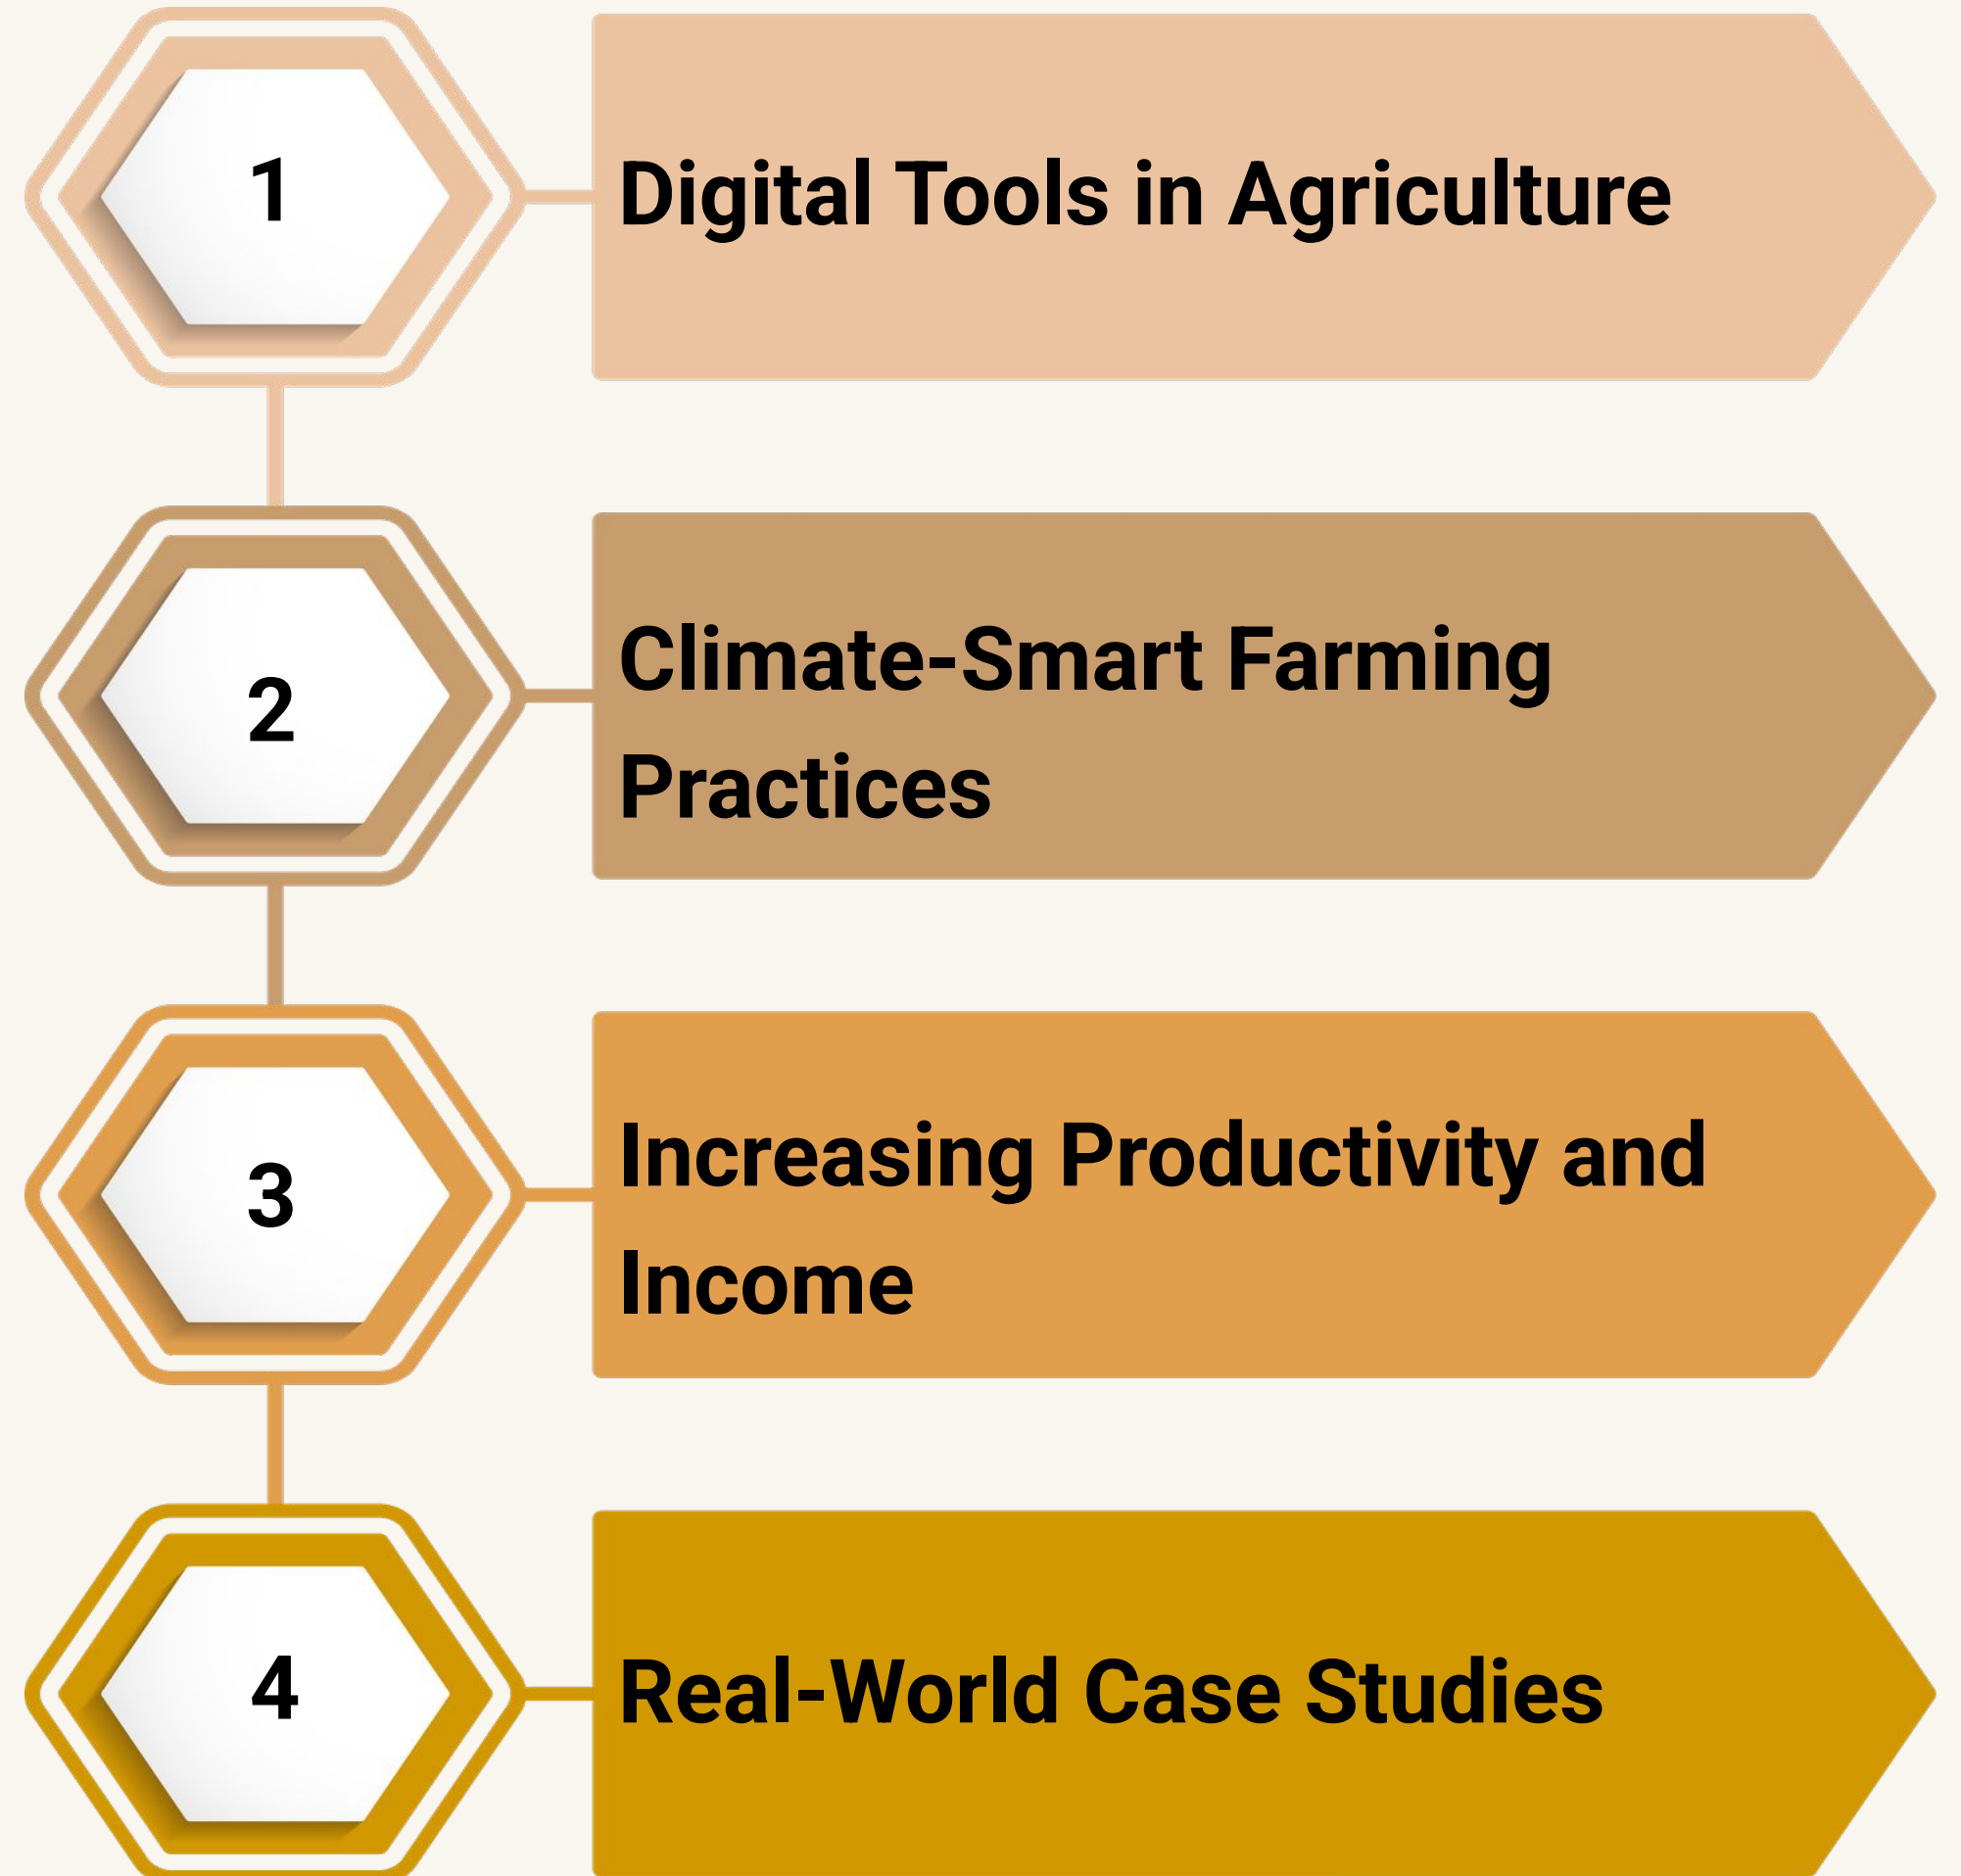 1
Digital Tools in Agriculture
2
Climate-Smart Farming
Practices
3
Increasing Productivity and
Income
4
Real-World Case Studies